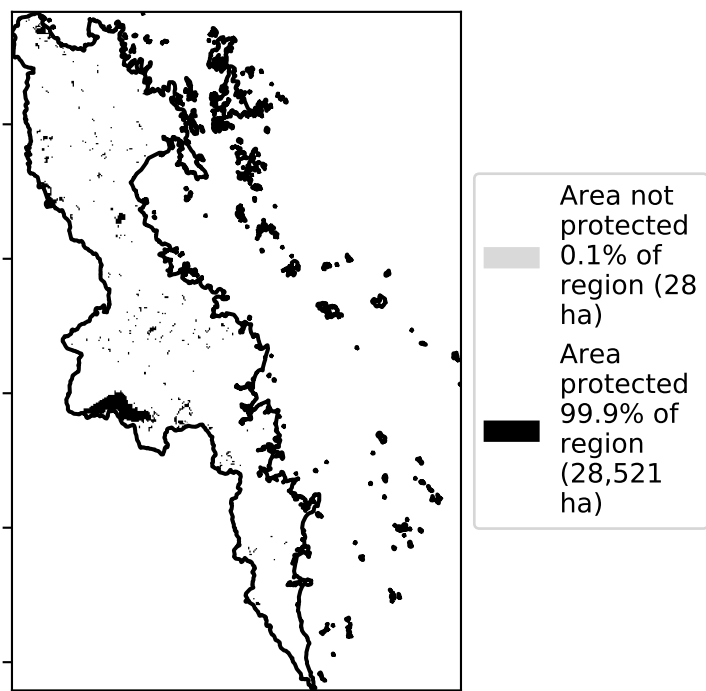 Area not
protected
0.1% of
region (28
ha)
Area
protected
99.9% of
region
(28,521
ha)